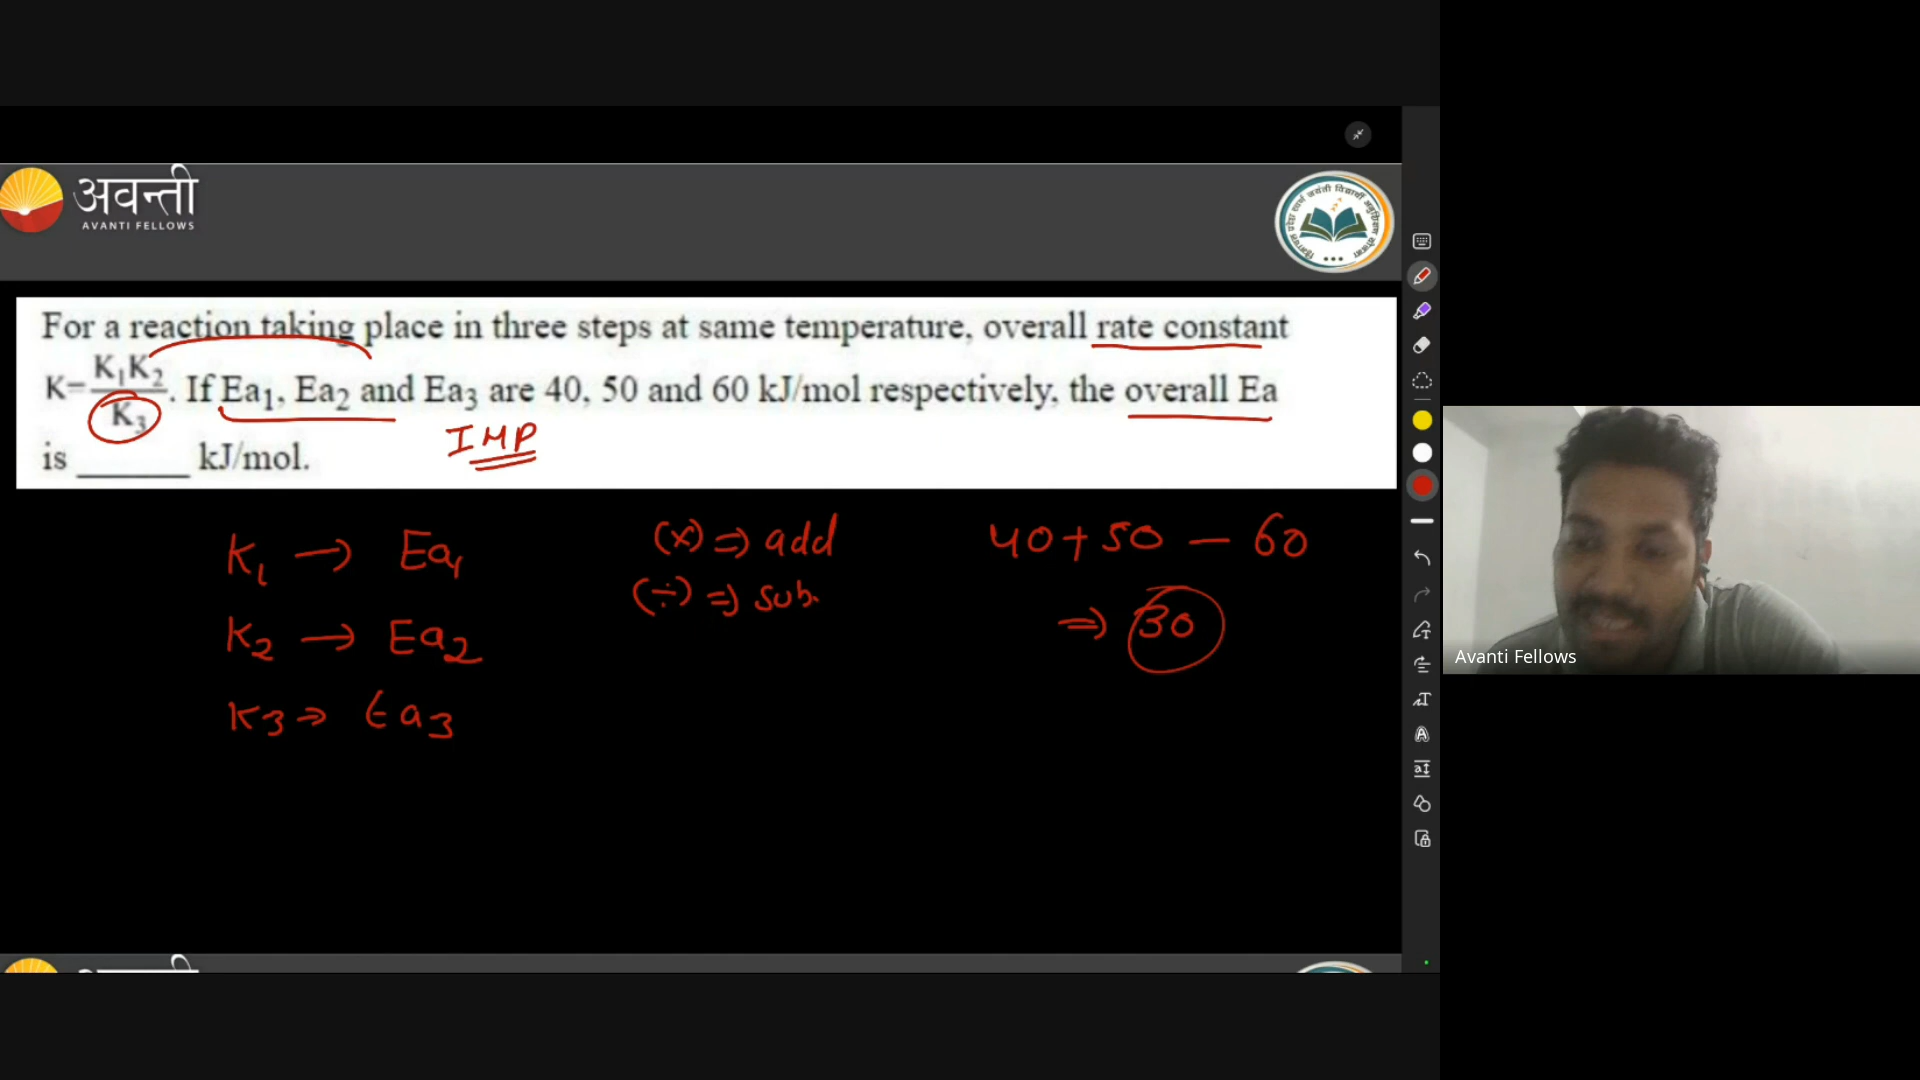 अवन्ती
AVANTI FELLOWS
For a reaction taking place in three steps at same temperature, overall rate constant
K=K₁K₂/K₃. If Ea₁, Ea₂ and Ea₃ are 40, 50 and 60 kJ/mol respectively, the overall Ea
is ______ kJ/mol.
IMP
K₁ → Ea₁
K₂ → Ea₂
K₃ → Ea₃
(×) ⇒ add
(÷) ⇒ sub.
40 + 50 – 60
⇒ 30
Avanti Fellows